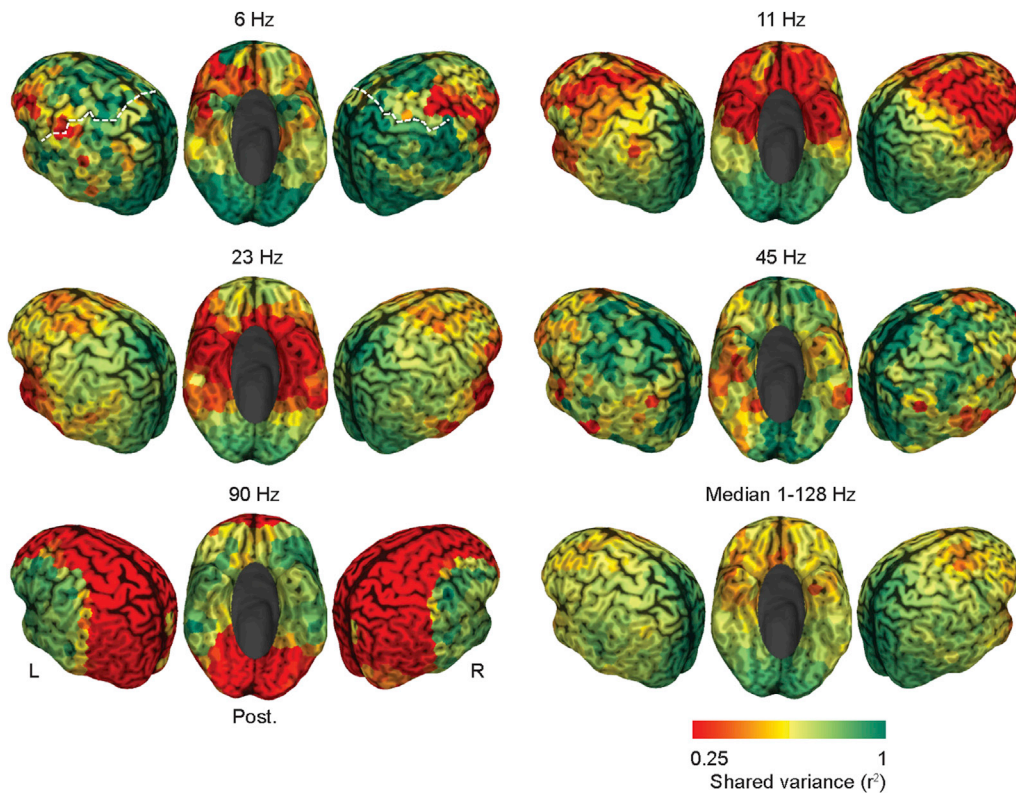 6 Hz
11 Hz
23 Hz
45 Hz
90 Hz
Median 1-128 Hz
L
R
Post.
0.25
1
Shared variance (r²)